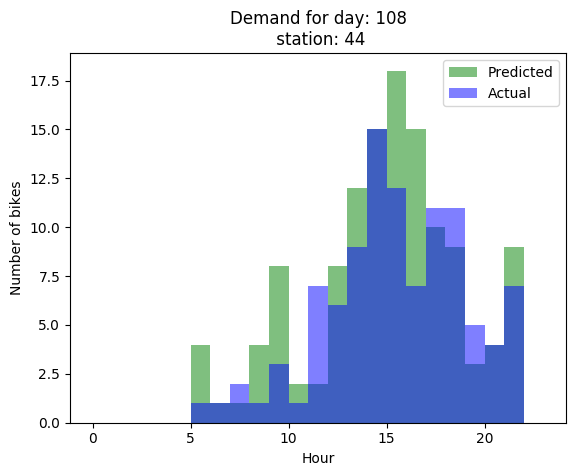 Demand for day: 108
station: 44
Predicted
Actual
17.5
15.0
12.5
10.0
7.5
5.0
2.5
0.0
Number of bikes
0 5 10 15 20
Hour